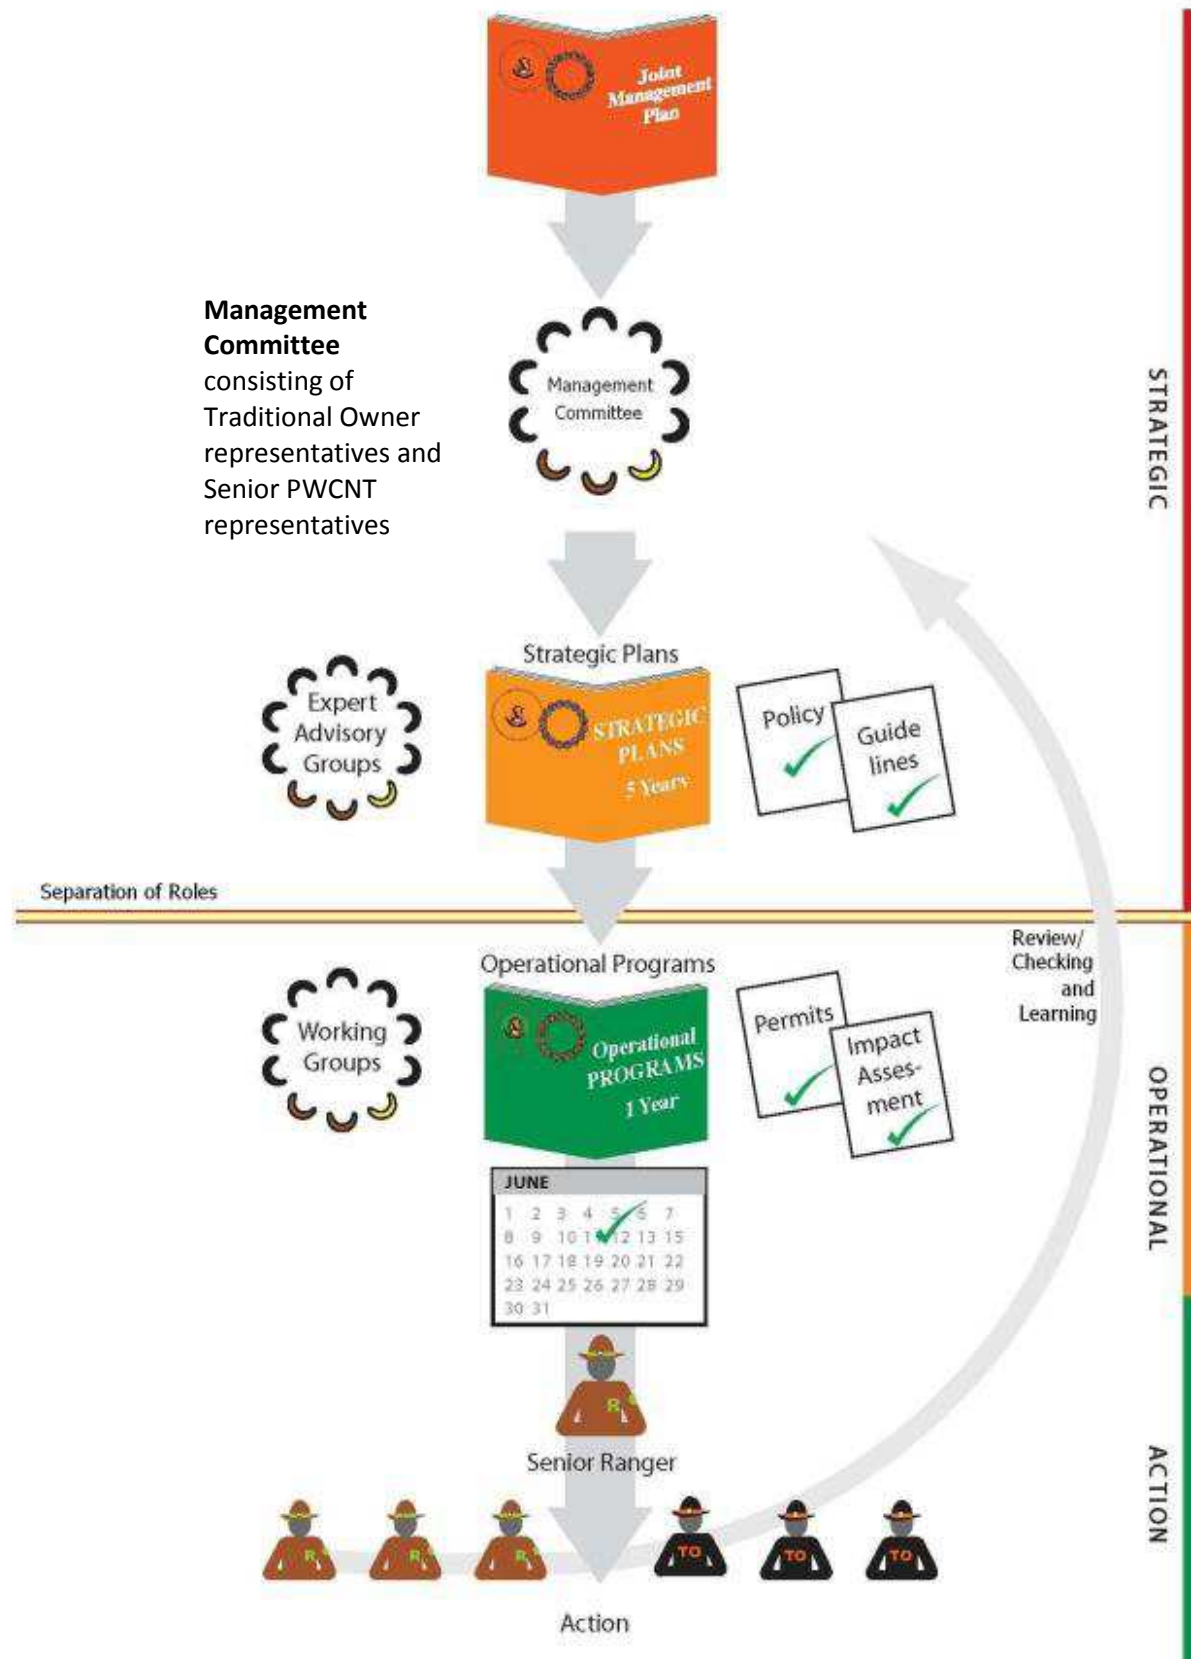 Joint
Management
Plan
Management
Committee
consisting of
Traditional Owner
representatives and
Senior PWCNT
representatives
Management
Committee
STRATEGIC
Strategic Plans
Expert
Advisory
Groups
STRATEGIC
PLANS
5 Years
Policy
Guide
lines
Separation of Roles
Review/
Checking
and
Learning
Operational Programs
Working
Groups
Operational
PROGRAMS
1 Year
Permits
Impact
Asses-
ment
OPERATIONAL
JUNE
1 2 3 4 5 6 7
8 9 10 11 12 13 15
16 17 18 19 20 21 22
23 24 25 26 27 28 29
30 31
R
Senior Ranger
ACTION
R R R TO TO TO
Action